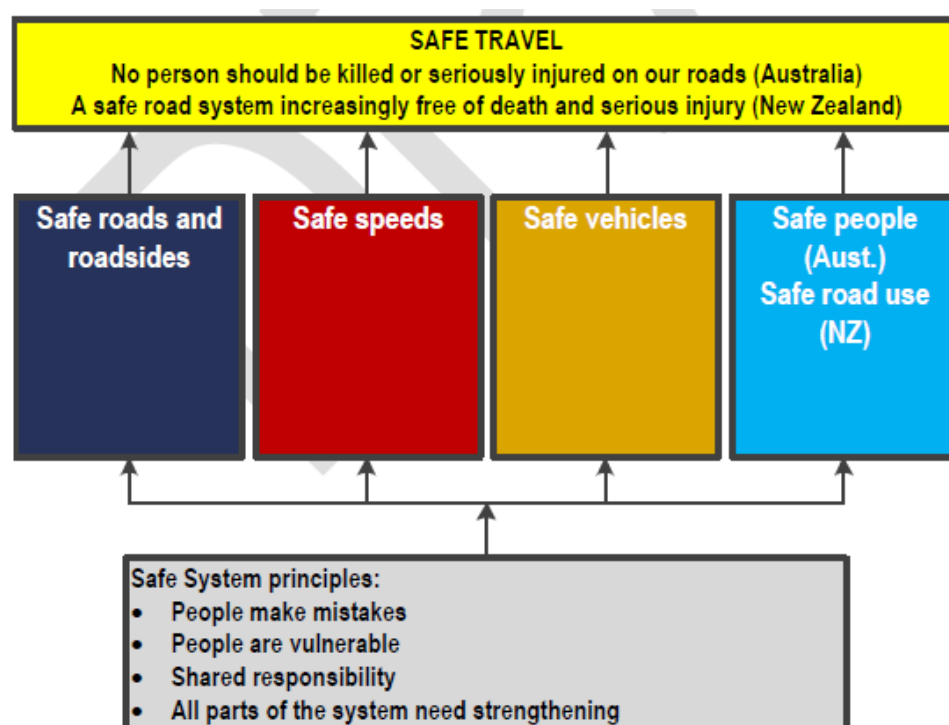 SAFE TRAVEL
No person should be killed or seriously injured on our roads (Australia)
A safe road system increasingly free of death and serious injury (New Zealand)
Safe roads and
roadsides
Safe speeds
Safe vehicles
Safe people
(Aust.)
Safe road use
(NZ)
Safe System principles:
• People make mistakes
• People are vulnerable
• Shared responsibility
• All parts of the system need strengthening